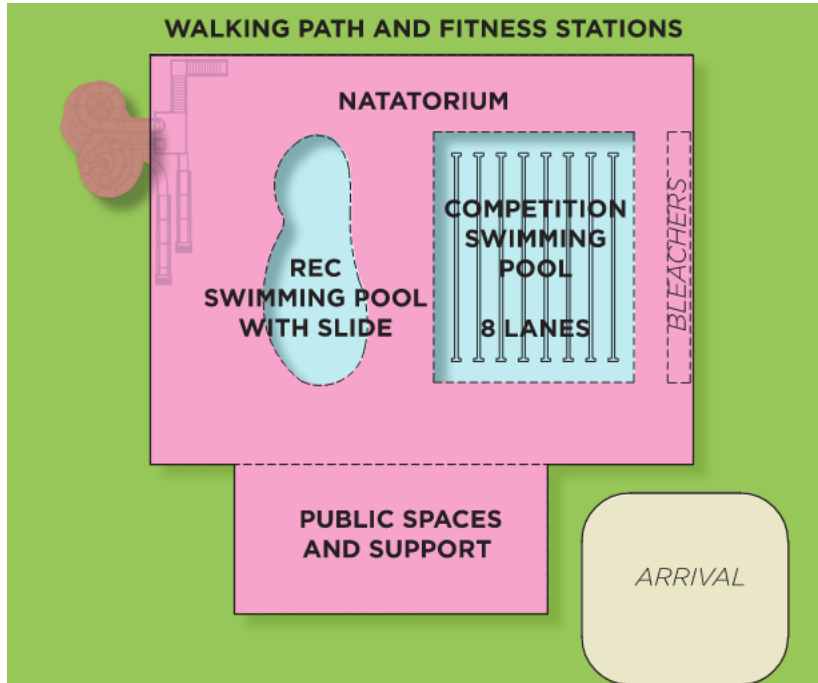 WALKING PATH AND FITNESS STATIONS
NATATORIUM
COMPETITION
SWIMMING
POOL
8 LANES
BLEACHERS
REC
SWIMMING POOL
WITH SLIDE
PUBLIC SPACES
AND SUPPORT
ARRIVAL